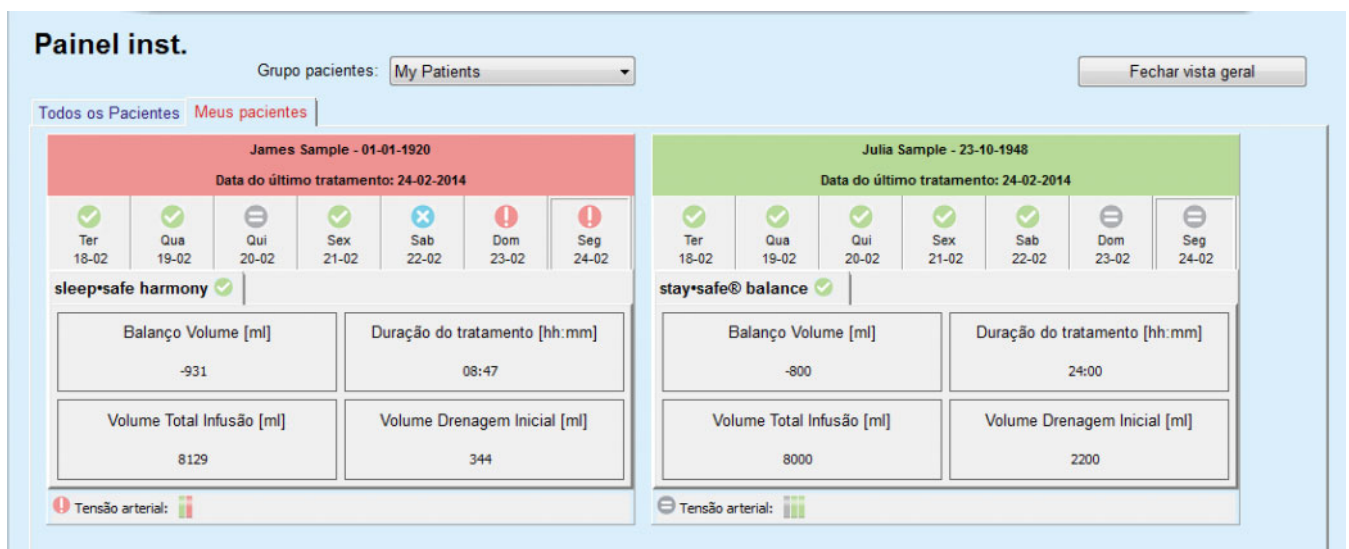 Painel inst.
Grupo pacientes: My Patients
Fechar vista geral
Todos os Pacientes Meus pacientes
James Sample - 01-01-1920
Data do último tratamento: 24-02-2014
Ter Qua Qui Sex Sab Dom Seg
18-02 19-02 20-02 21-02 22-02 23-02 24-02
sleep•safe harmony
Balanço Volume [ml] Duração do tratamento [hh:mm]
-931 08:47
Volume Total Infusão [ml] Volume Drenagem Inicial [ml]
8129 344
Tensão arterial:
Julia Sample - 23-10-1948
Data do último tratamento: 24-02-2014
Ter Qua Qui Sex Sab Dom Seg
18-02 19-02 20-02 21-02 22-02 23-02 24-02
stay•safe® balance
Balanço Volume [ml] Duração do tratamento [hh:mm]
-800 24:00
Volume Total Infusão [ml] Volume Drenagem Inicial [ml]
8000 2200
Tensão arterial: